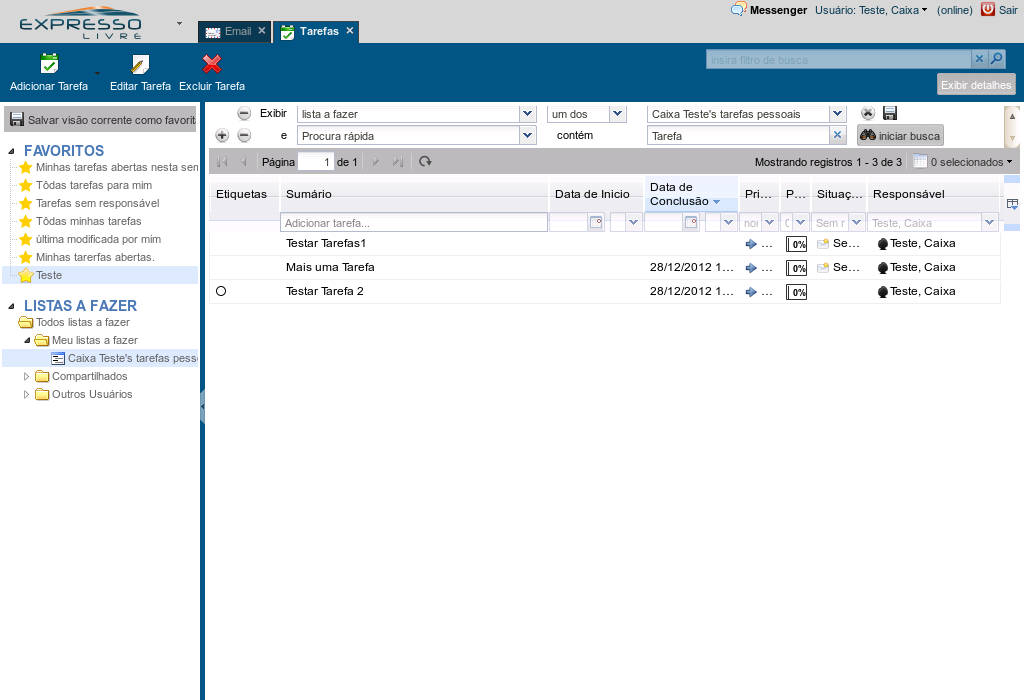 EXPRESSO
LIVRE
Email
Tarefas
Messenger
Usuário: Teste, Caixa
(online)
Sair
Adicionar Tarefa
Editar Tarefa
Excluir Tarefa
insira filtro de busca
Exibir detalhes
Salvar visão corrente como favorit
FAVORITOS
Minhas tarefas abertas nesta sen
Tôdas tarefas para mim
Tarefas sem responsável
Tôdas minhas tarefas
última modificada por mim
Minhas tarerfas abertas.
Teste
LISTAS A FAZER
Todos listas a fazer
Meu listas a fazer
Caixa Teste's tarefas pess
Compartilhados
Outros Usuários
Exibir lista a fazer um dos Caixa Teste's tarefas pessoais
e Procura rápida contém Tarefa iniciar busca
Página 1 de 1 Mostrando registros 1 - 3 de 3 0 selecionados
Etiquetas Sumário Data de Inicio Data de Conclusão Pri... P... Situaç... Responsável
Adicionar tarefa... nor Sem r Teste, Caixa
Testar Tarefas1 ... 0% Se... Teste, Caixa
Mais uma Tarefa 28/12/2012 1... ... 0% Se... Teste, Caixa
Testar Tarefa 2 28/12/2012 1... ... 0% Teste, Caixa